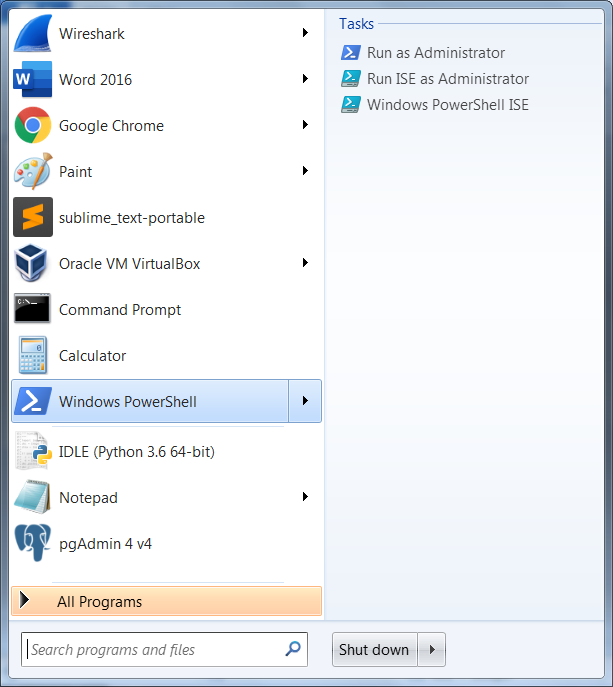 Wireshark
Word 2016
Google Chrome
Paint
sublime_text-portable
Oracle VM VirtualBox
C:\_
Command Prompt
Calculator
Windows PowerShell
IDLE (Python 3.6 64-bit)
Notepad
pgAdmin 4 v4
All Programs
Search programs and files
Tasks
Run as Administrator
Run ISE as Administrator
Windows PowerShell ISE
Shut down